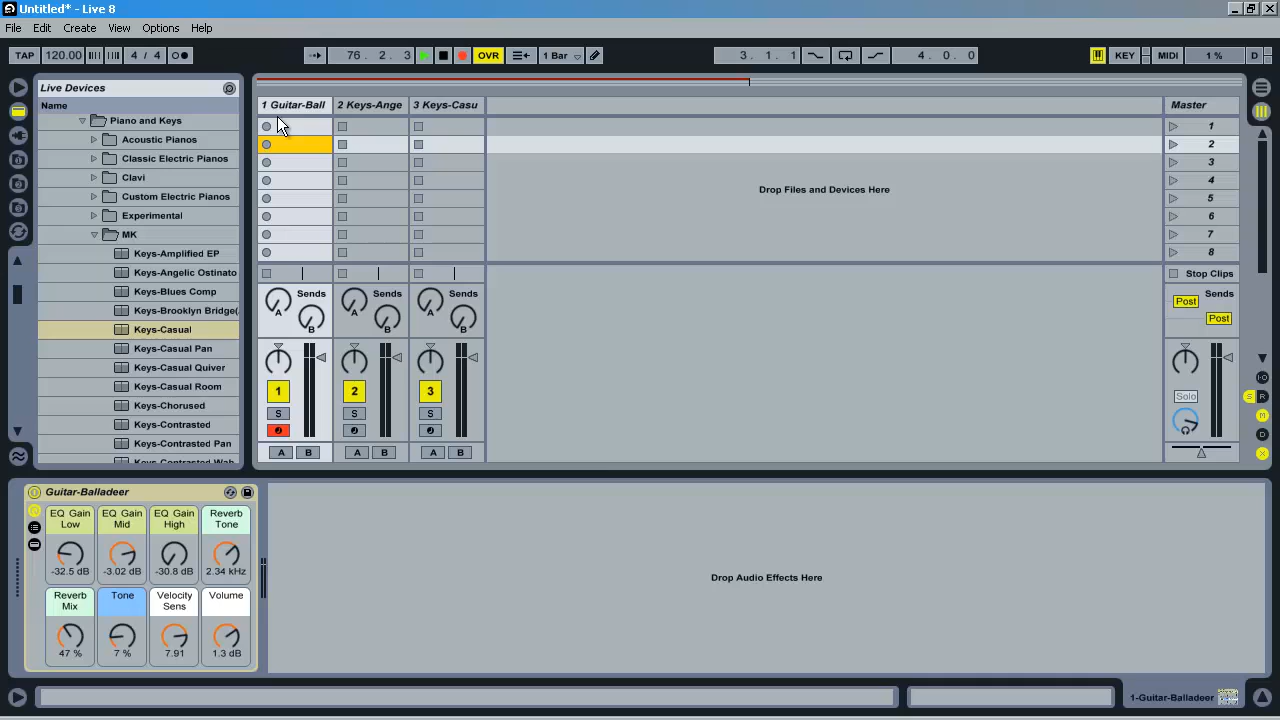 Untitled* - Live 8
File Edit Create View Options Help
TAP 120.00 4 / 4 76. 2. 3 OVR 1 Bar 3. 1. 1 4. 0. 0 KEY MIDI 1 % D
Live Devices
Name
Piano and Keys
Acoustic Pianos
Classic Electric Pianos
Clavi
Custom Electric Pianos
Experimental
MK
Keys-Amplified EP
Keys-Angelic Ostinato
Keys-Blues Comp
Keys-Brooklyn Bridge(
Keys-Casual
Keys-Casual Pan
Keys-Casual Quiver
Keys-Casual Room
Keys-Chorused
Keys-Contrasted
Keys-Contrasted Pan
Keys-Contrasted Wah
1 Guitar-Ball 2 Keys-Ange 3 Keys-Casu Master
1
2
3
4
5
6
7
8
Drop Files and Devices Here
Stop Clips
Sends Sends Sends Sends
A B A B A B
Post
Post
1 2 3
S S S
Solo
A B A B A B
I·O
S R
M
D
X
Guitar-Balladeer
EQ Gain Low EQ Gain Mid EQ Gain High Reverb Tone
-32.5 dB -3.02 dB -30.8 dB 2.34 kHz
Reverb Mix Tone Velocity Sens Volume
47 % 7 % 7.91 1.3 dB
Drop Audio Effects Here
1-Guitar-Balladeer